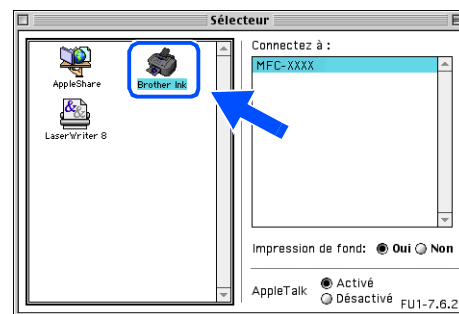 Sélecteur
AppleShare
Brother Ink
LaserWriter 8
Connectez à :
MFC-XXXX
Impression de fond: Oui Non
AppleTalk Activé
Désactivé
FU1-7.6.2